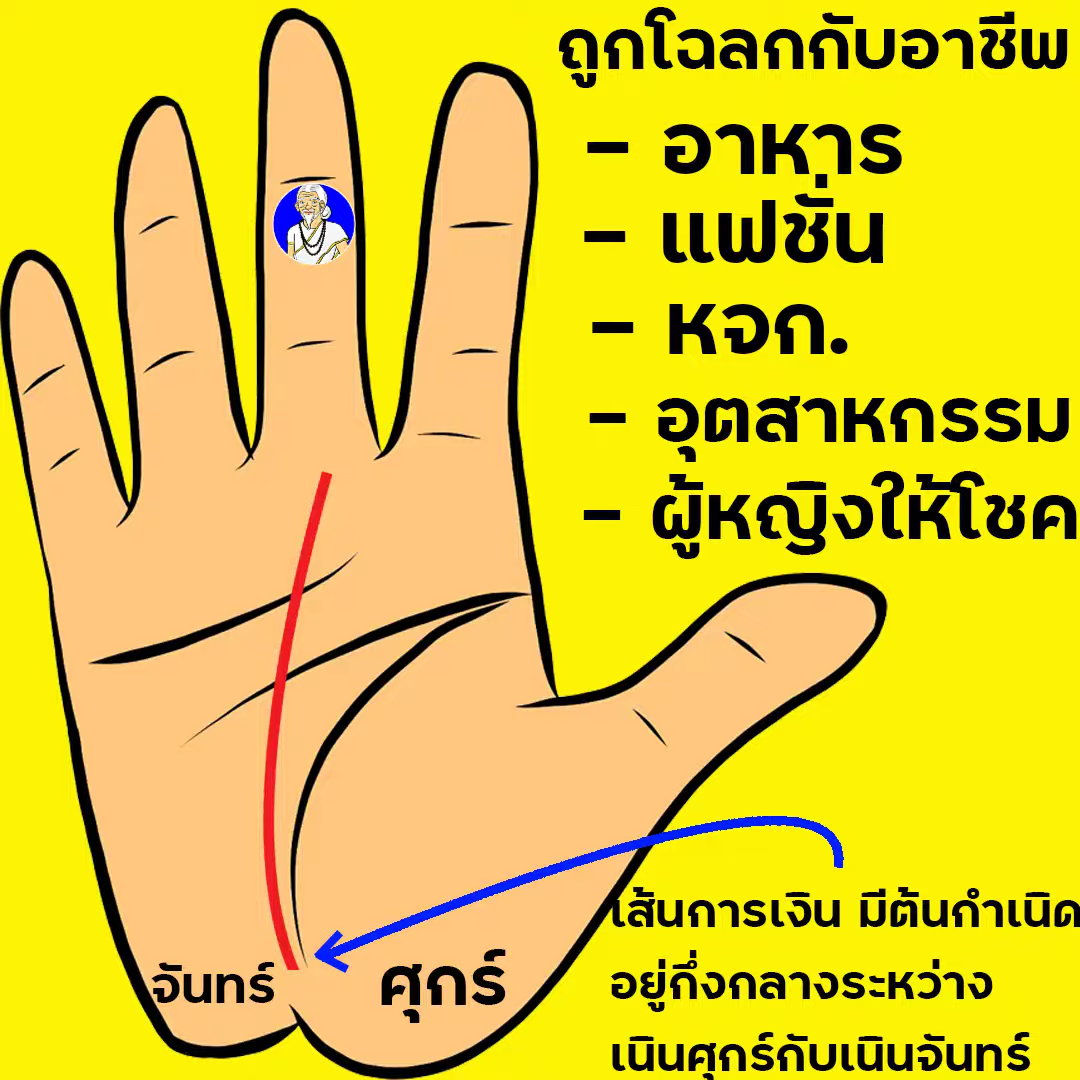 ถูกโฉลกกับอาชีพ
- อาหาร
- แฟชั่น
- หจก.
- อุตสาหกรรม
- ผู้หญิงให้โชค
เส้นการเงิน มีต้นกำเนิด
อยู่กึ่งกลางระหว่าง
เนินศุกร์กับเนินจันทร์
จันทร์
ศุกร์